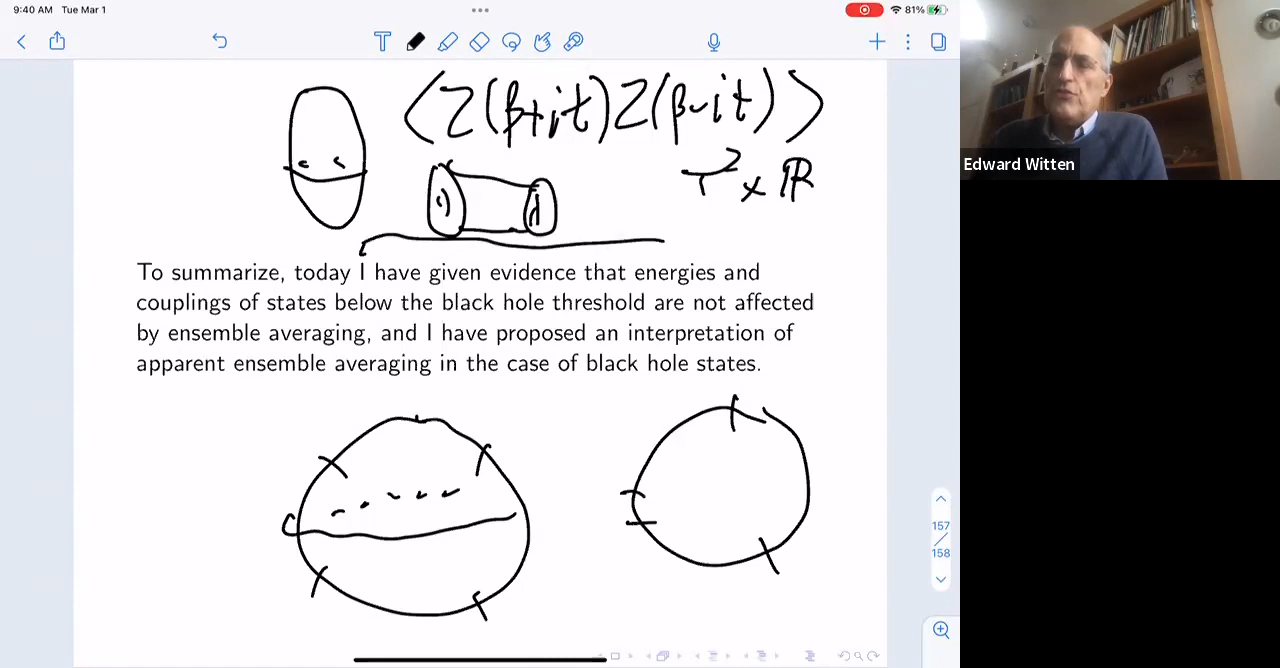 9:40 AM Tue Mar 1
81%
⟨Z(β+it)Z(β-it)⟩
T² × ℝ
Edward Witten
To summarize, today I have given evidence that energies and
couplings of states below the black hole threshold are not affected
by ensemble averaging, and I have proposed an interpretation of
apparent ensemble averaging in the case of black hole states.
157
158